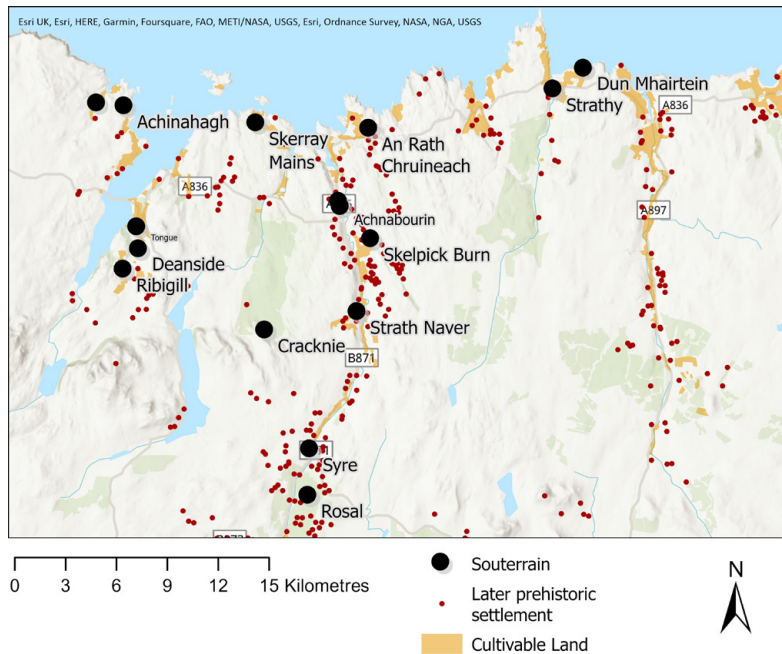 Esri UK, Esri, HERE, Garmin, Foursquare, FAO, METI/NASA, USGS, Esri, Ordnance Survey, NASA, NGA, USGS
Dun Mhairtein
Strathy
A836
Achinahagh
Skerray
Mains
An Rath
Chruineach
A836
Achnabourin
A897
Tongue
Deanside
Ribigill
Skelpick Burn
Strath Naver
Cracknie
B871
Syre
Rosal
0 3 6 9 12 15 Kilometres
Souterrain
Later prehistoric
settlement
Cultivable Land
N